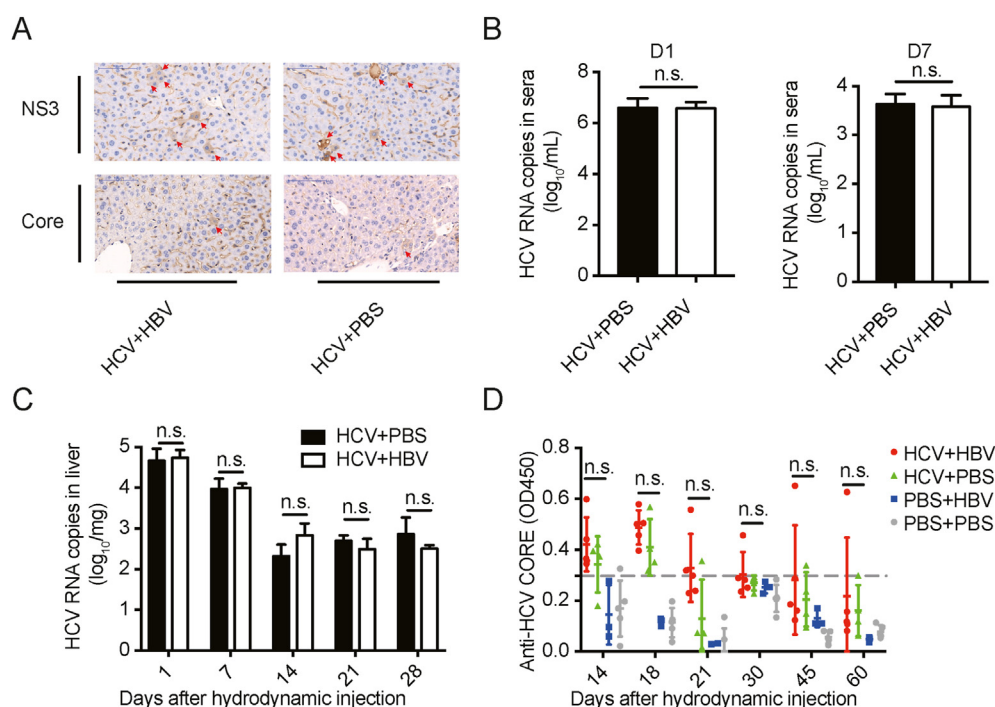 A
NS3
Core
HCV+HBV
HCV+PBS
B
D1
n.s.
HCV RNA copies in sera
(log10/mL)
8
6
4
2
0
HCV+PBS
HCV+HBV
D7
n.s.
HCV RNA copies in sera
(log10/mL)
4
3
2
1
0
HCV+PBS
HCV+HBV
C
HCV RNA copies in liver
(log10/mg)
5
4
3
2
1
0
n.s.
n.s.
n.s.
n.s.
n.s.
HCV+PBS
HCV+HBV
1
7
14
21
28
Days after hydrodynamic injection
D
Anti-HCV CORE (OD450)
0.8
0.6
0.4
0.2
0.0
n.s.
n.s.
n.s.
n.s.
n.s.
n.s.
HCV+HBV
HCV+PBS
PBS+HBV
PBS+PBS
14
18
21
30
45
60
Days after hydrodynamic injection